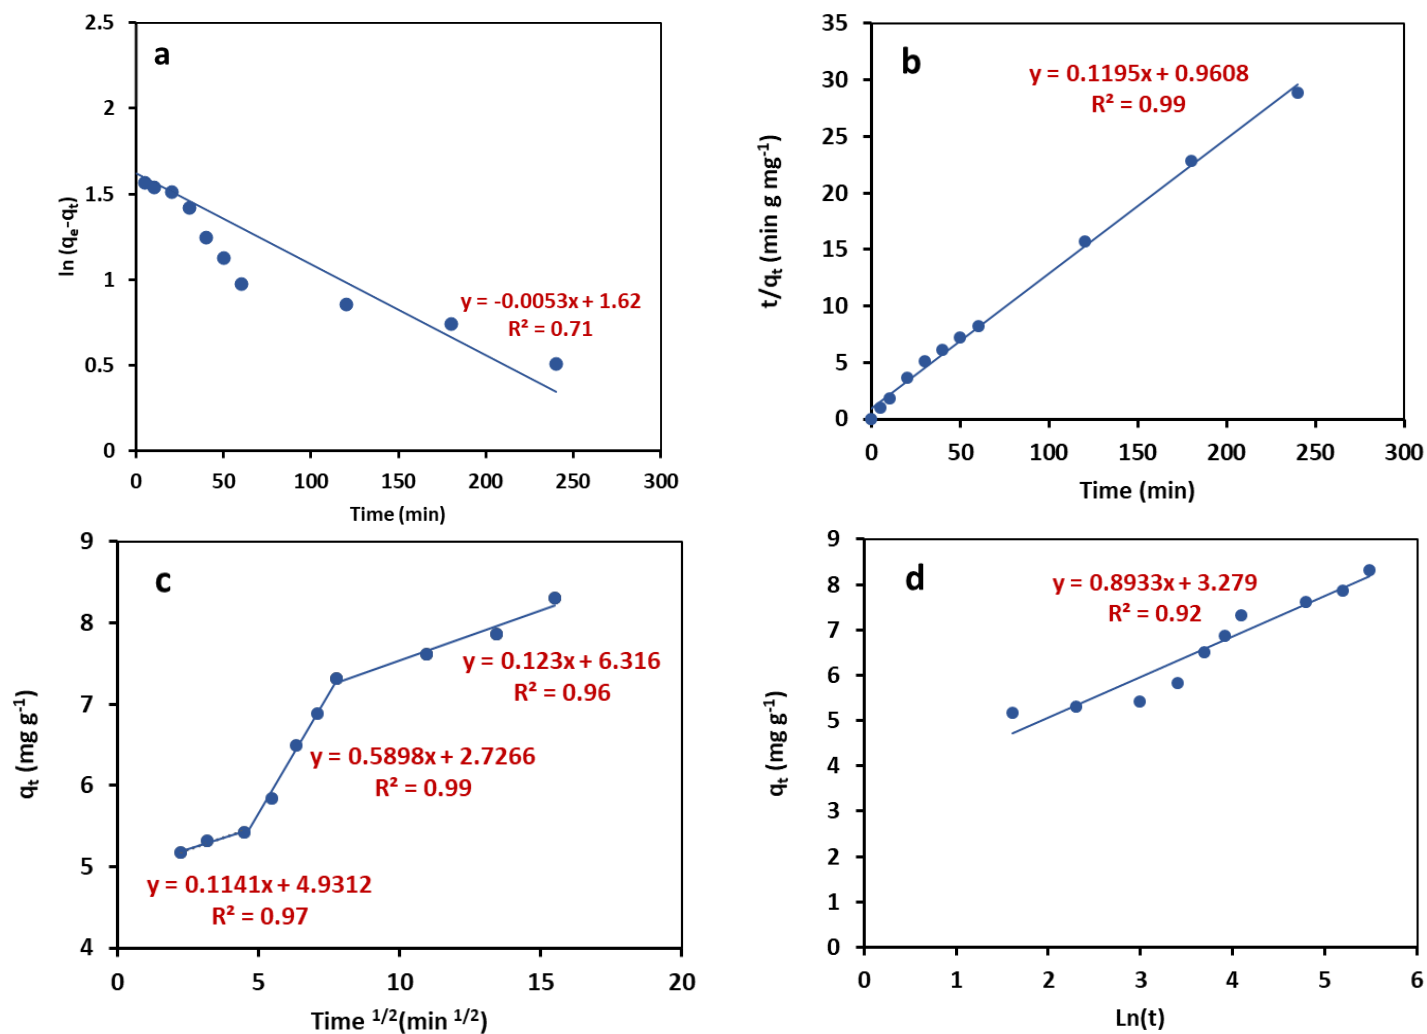 a
2.5
2
1.5
1
0.5
0
ln (qₑ-qₜ)
y = -0.0053x + 1.62
R² = 0.71
0 50 100 150 200 250 300
Time (min)
b
35
30
25
20
15
10
5
0
t/qₜ (min g mg⁻¹)
y = 0.1195x + 0.9608
R² = 0.99
0 50 100 150 200 250 300
Time (min)
c
9
8
7
6
5
4
qₜ (mg g⁻¹)
y = 0.123x + 6.316
R² = 0.96
y = 0.5898x + 2.7266
R² = 0.99
y = 0.1141x + 4.9312
R² = 0.97
0 5 10 15 20
Time ¹/²(min ¹/²)
d
9
8
7
6
5
4
3
2
1
0
qₜ (mg g⁻¹)
y = 0.8933x + 3.279
R² = 0.92
0 1 2 3 4 5 6
Ln(t)